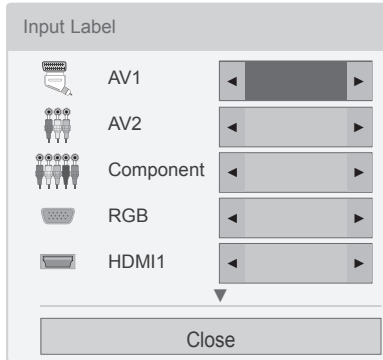 Input Label
AV1
AV2
Component
RGB
HDMI1
Close